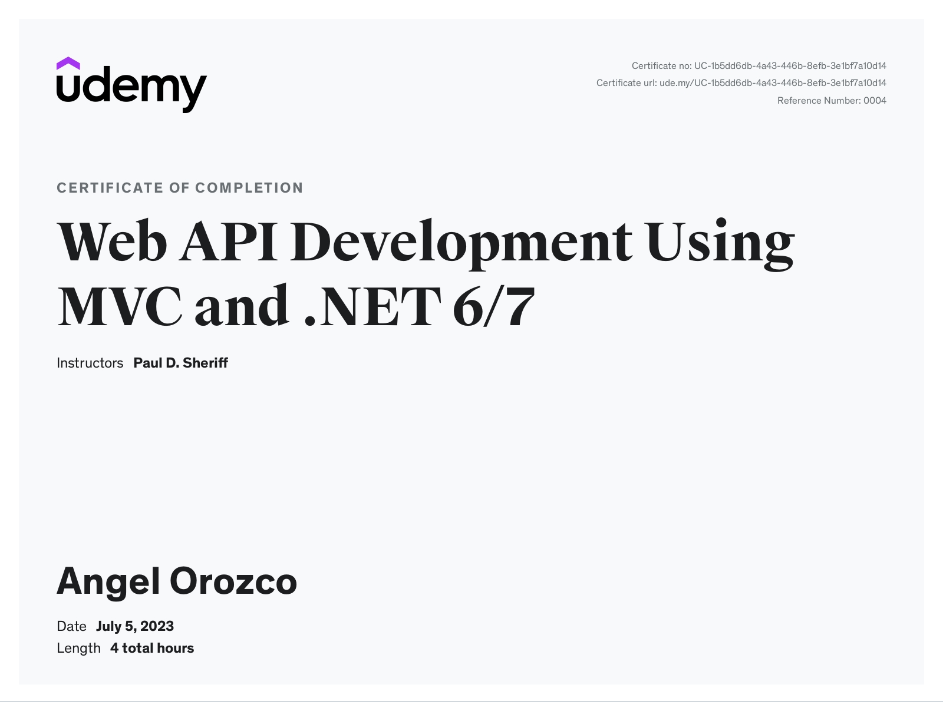 udemy
Certificate no: UC-1b5dd6db-4a43-446b-8efb-3e1bf7a10d14
Certificate url: ude.my/UC-1b5dd6db-4a43-446b-8efb-3e1bf7a10d14
Reference Number: 0004
CERTIFICATE OF COMPLETION
Web API Development Using
MVC and .NET 6/7
Instructors Paul D. Sheriff
Angel Orozco
Date July 5, 2023
Length 4 total hours